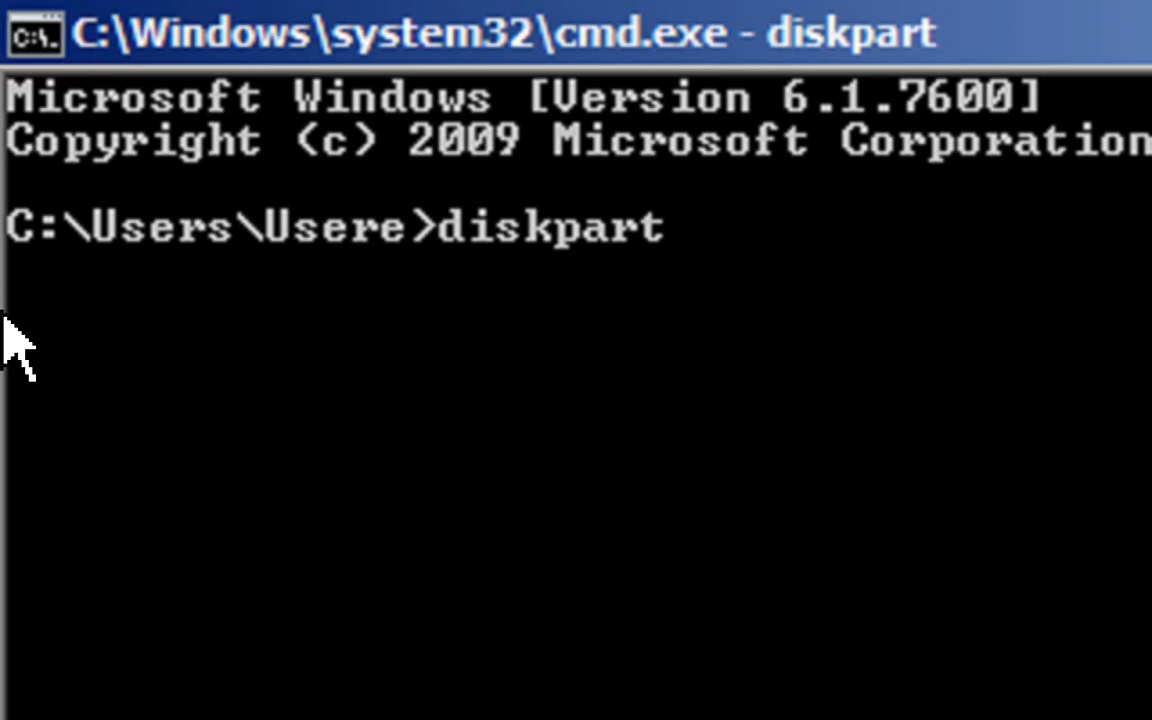 C:\Windows\system32\cmd.exe - diskpart
Microsoft Windows [Version 6.1.7600]
Copyright (c) 2009 Microsoft Corporation
C:\Users\Usere>diskpart